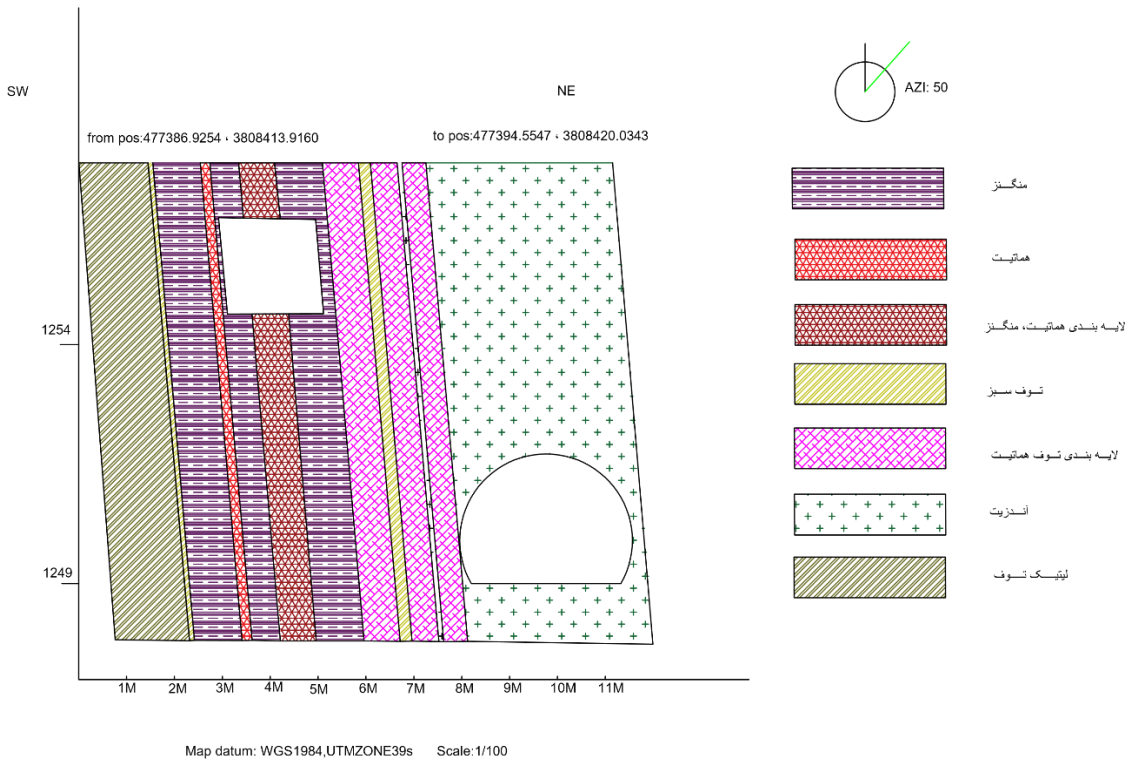 SW
NE
AZI: 50
from pos:477386.9254 ، 3808413.9160
to pos:477394.5547 ، 3808420.0343
منگنز
هماتیت
لایه بندی هماتیت، منگنز
توف سبز
لایه بندی توف هماتیت
آندزیت
لیتیک توف
1254
1249
1M 2M 3M 4M 5M 6M 7M 8M 9M 10M 11M
Map datum: WGS1984,UTMZONE39s Scale:1/100